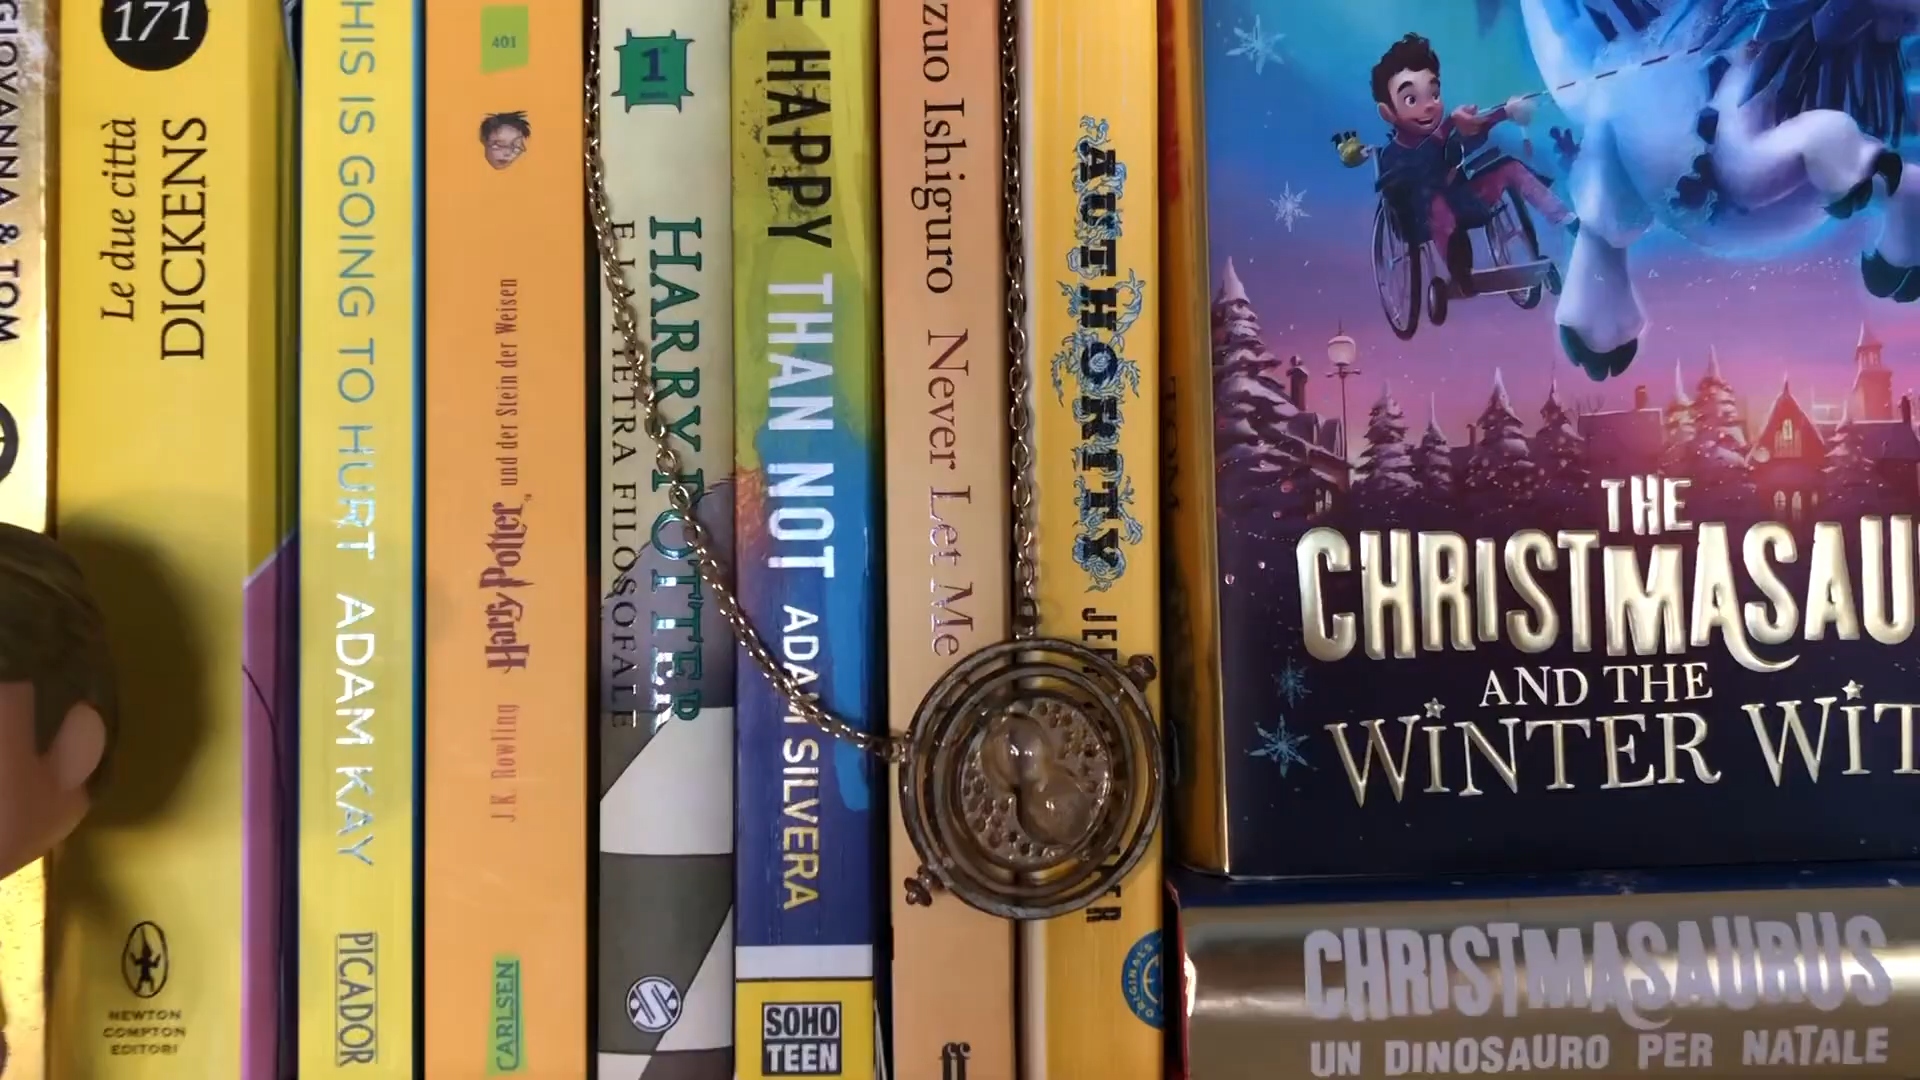 GIOVANNA & TOM
171
Le due città
DICKENS
NEWTON
COMPTON
EDITORI
THIS IS GOING TO HURT ADAM KAY
PICADOR
401
J.K. Rowling Harry Potter und der Stein der Weisen
CARLSEN
1
HARRY POTTER
E LA PIETRA FILOSOFALE
HAPPY THAN NOT ADAM SILVERA
SOHO
TEEN
Ishiguro Never Let Me
ff
AUTHORITY
ORIGINALS
TOM
THE
CHRISTMASAU
AND THE
WINTER WIT
CHRISTMASAURUS
UN DINOSAURO PER NATALE